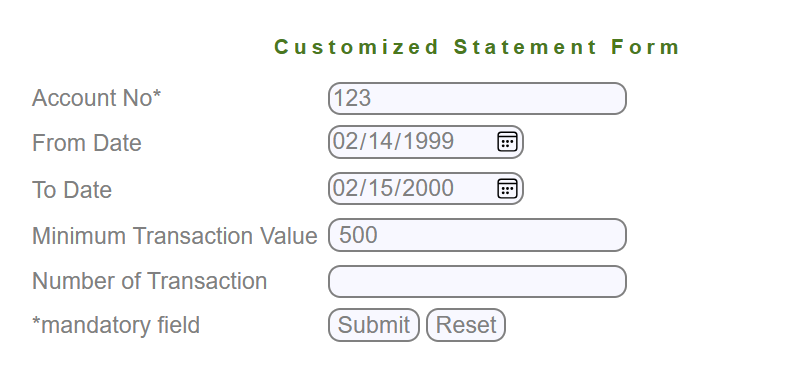 Customized Statement Form
Account No* 123
From Date 02/14/1999
To Date 02/15/2000
Minimum Transaction Value 500
Number of Transaction
*mandatory field Submit Reset